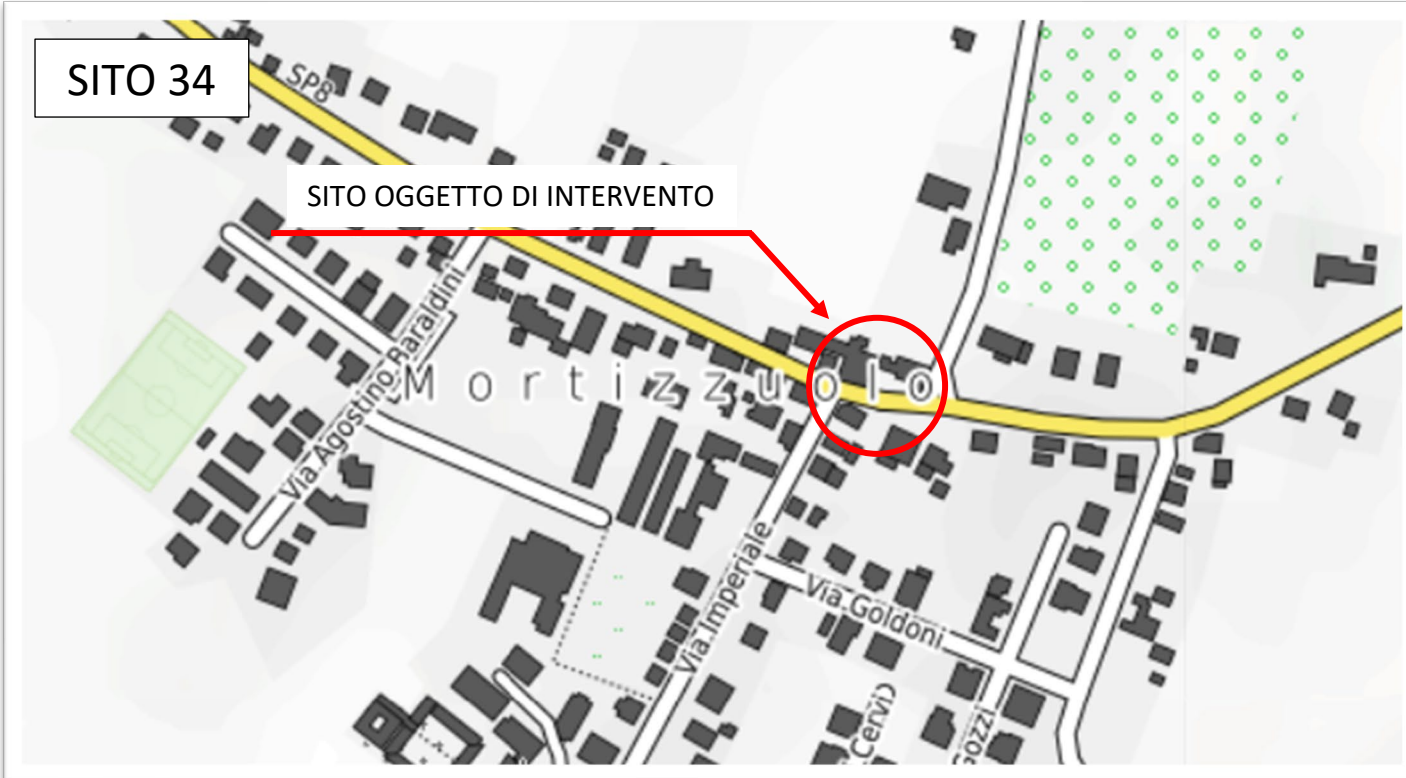 SITO 34
SP8
SITO OGGETTO DI INTERVENTO
Via Agostino Baraldini
Mortizzuolo
Via Imperiale
Via Goldoni
Cervi
Gozzi